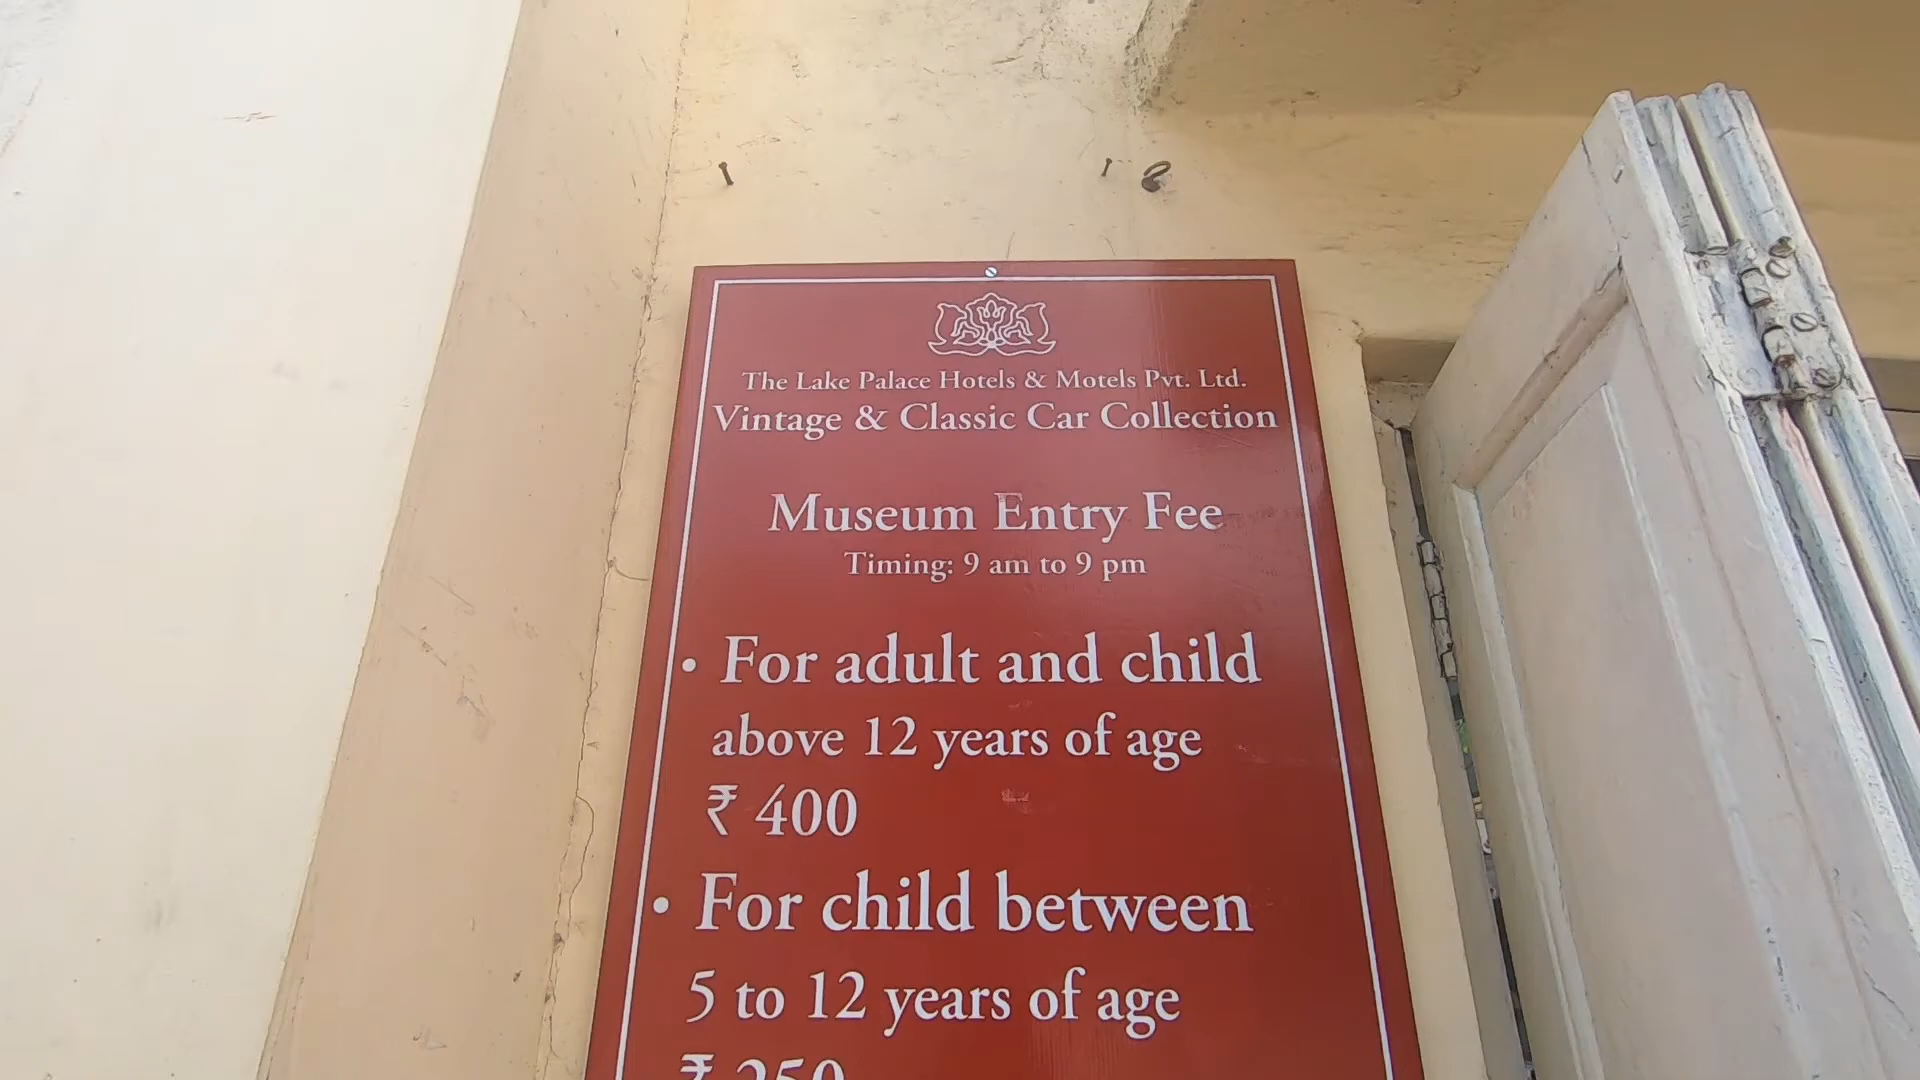 The Lake Palace Hotels & Motels Pvt. Ltd.
Vintage & Classic Car Collection
Museum Entry Fee
Timing: 9 am to 9 pm
• For adult and child
above 12 years of age
₹ 400
• For child between
5 to 12 years of age
₹ 250